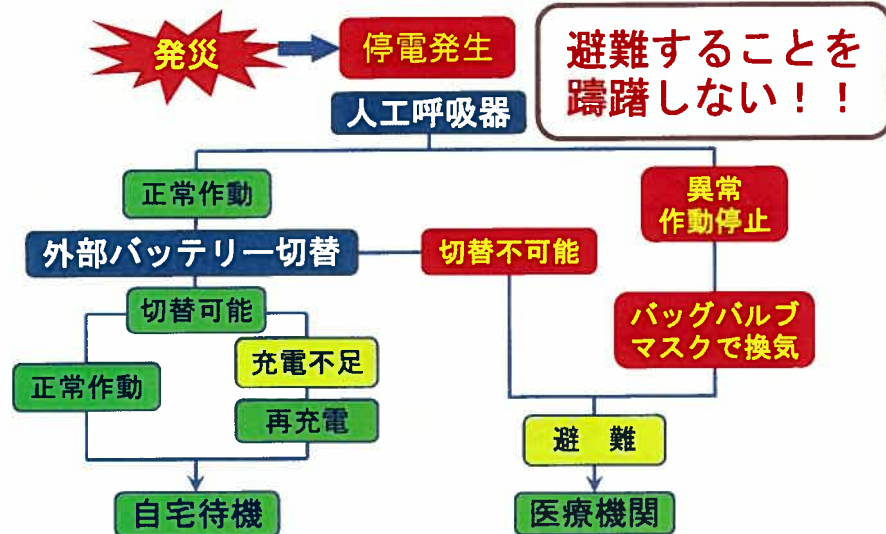 発災
停電発生
避難することを
躊躇しない！！
人工呼吸器
正常作動
異常
作動停止
外部バッテリー切替
切替不可能
切替可能
バッグバルブ
マスクで換気
充電不足
正常作動
再充電
避　難
自宅待機
医療機関